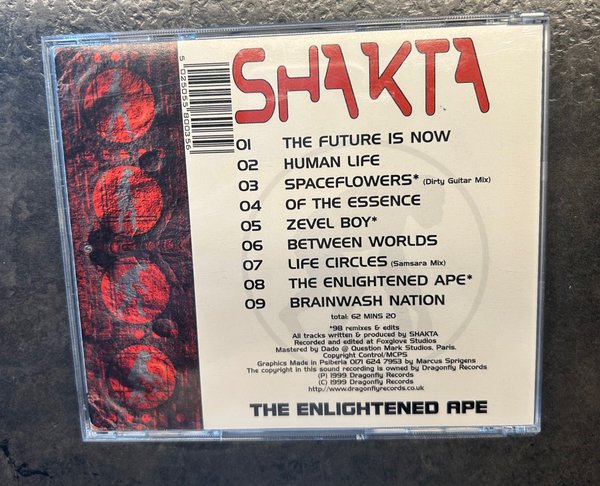 SHAKTA
5 025055 800356
01 THE FUTURE IS NOW
02 HUMAN LIFE
03 SPACEFLOWERS* (Dirty Guitar Mix)
04 OF THE ESSENCE
05 ZEVEL BOY*
06 BETWEEN WORLDS
07 LIFE CIRCLES (Samsara Mix)
08 THE ENLIGHTENED APE*
09 BRAINWASH NATION
total: 62 MINS 20
*98 remixes & edits
All tracks written & produced by SHAKTA
Recorded and edited at Foxglove Studios
Mastered by Dado @ Question Mark Studios, Paris.
Copyright Control/MCPS
Graphics Made in Psiberia 0171 624 7953 by Marcus Sprigens
The copyright in this sound recording is owned by Dragonfly Records
(P) 1999 Dragonfly Records
(C) 1999 Dragonfly Records
http://www.dragonflyrecords.co.uk
THE ENLIGHTENED APE